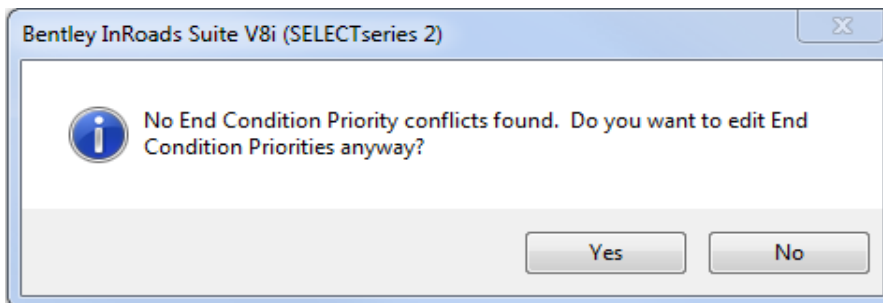 Bentley InRoads Suite V8i (SELECTseries 2)
No End Condition Priority conflicts found.  Do you want to edit End
Condition Priorities anyway?
Yes
No